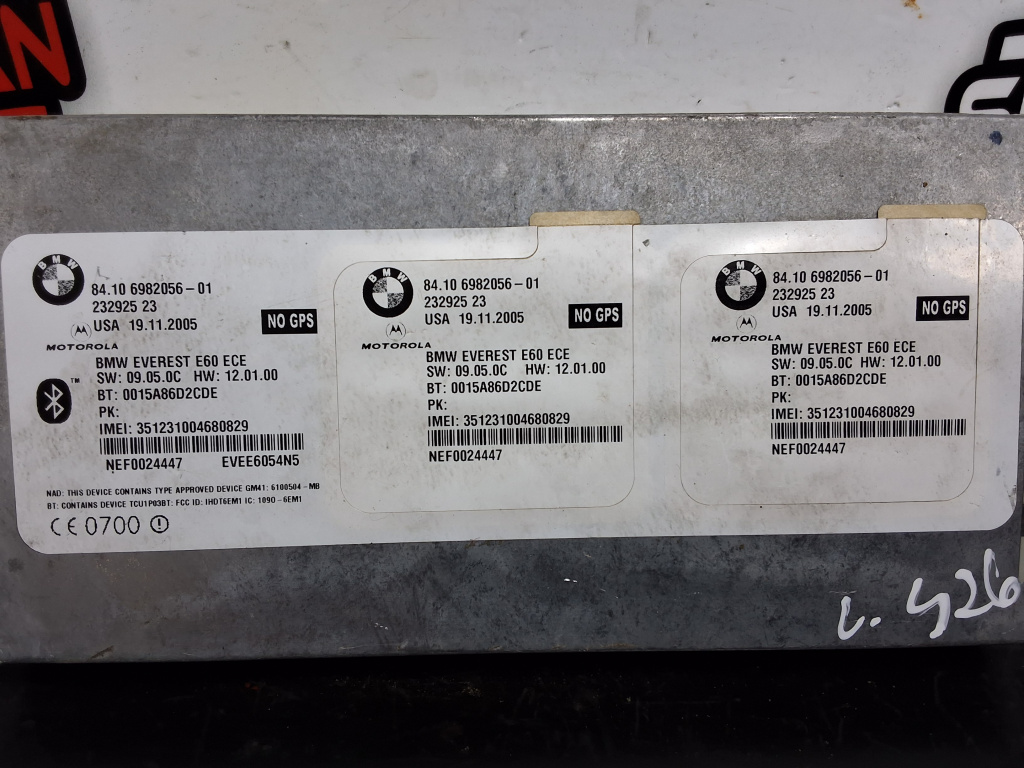 AN
BMW
84.10 6982056-01
232925 23
USA 19.11.2005
NO GPS
MOTOROLA
BMW EVEREST E60 ECE
SW: 09.05.0C HW: 12.01.00
TM
BT: 0015A86D2CDE
PK:
IMEI: 351231004680829
NEF0024447 EVEE6054N5
NAD: THIS DEVICE CONTAINS TYPE APPROVED DEVICE GM41: 6100504-MB
BT: CONTAINS DEVICE TCU1P03BT: FCC ID: IHDT6EM1 IC: 1090-6EM1
CE 0700
BMW
84.10 6982056-01
232925 23
USA 19.11.2005
NO GPS
MOTOROLA
BMW EVEREST E60 ECE
SW: 09.05.0C HW: 12.01.00
BT: 0015A86D2CDE
PK:
IMEI: 351231004680829
NEF0024447
BMW
84.10 6982056-01
232925 23
USA 19.11.2005
NO GPS
MOTOROLA
BMW EVEREST E60 ECE
SW: 09.05.0C HW: 12.01.00
BT: 0015A86D2CDE
PK:
IMEI: 351231004680829
NEF0024447
L. 426